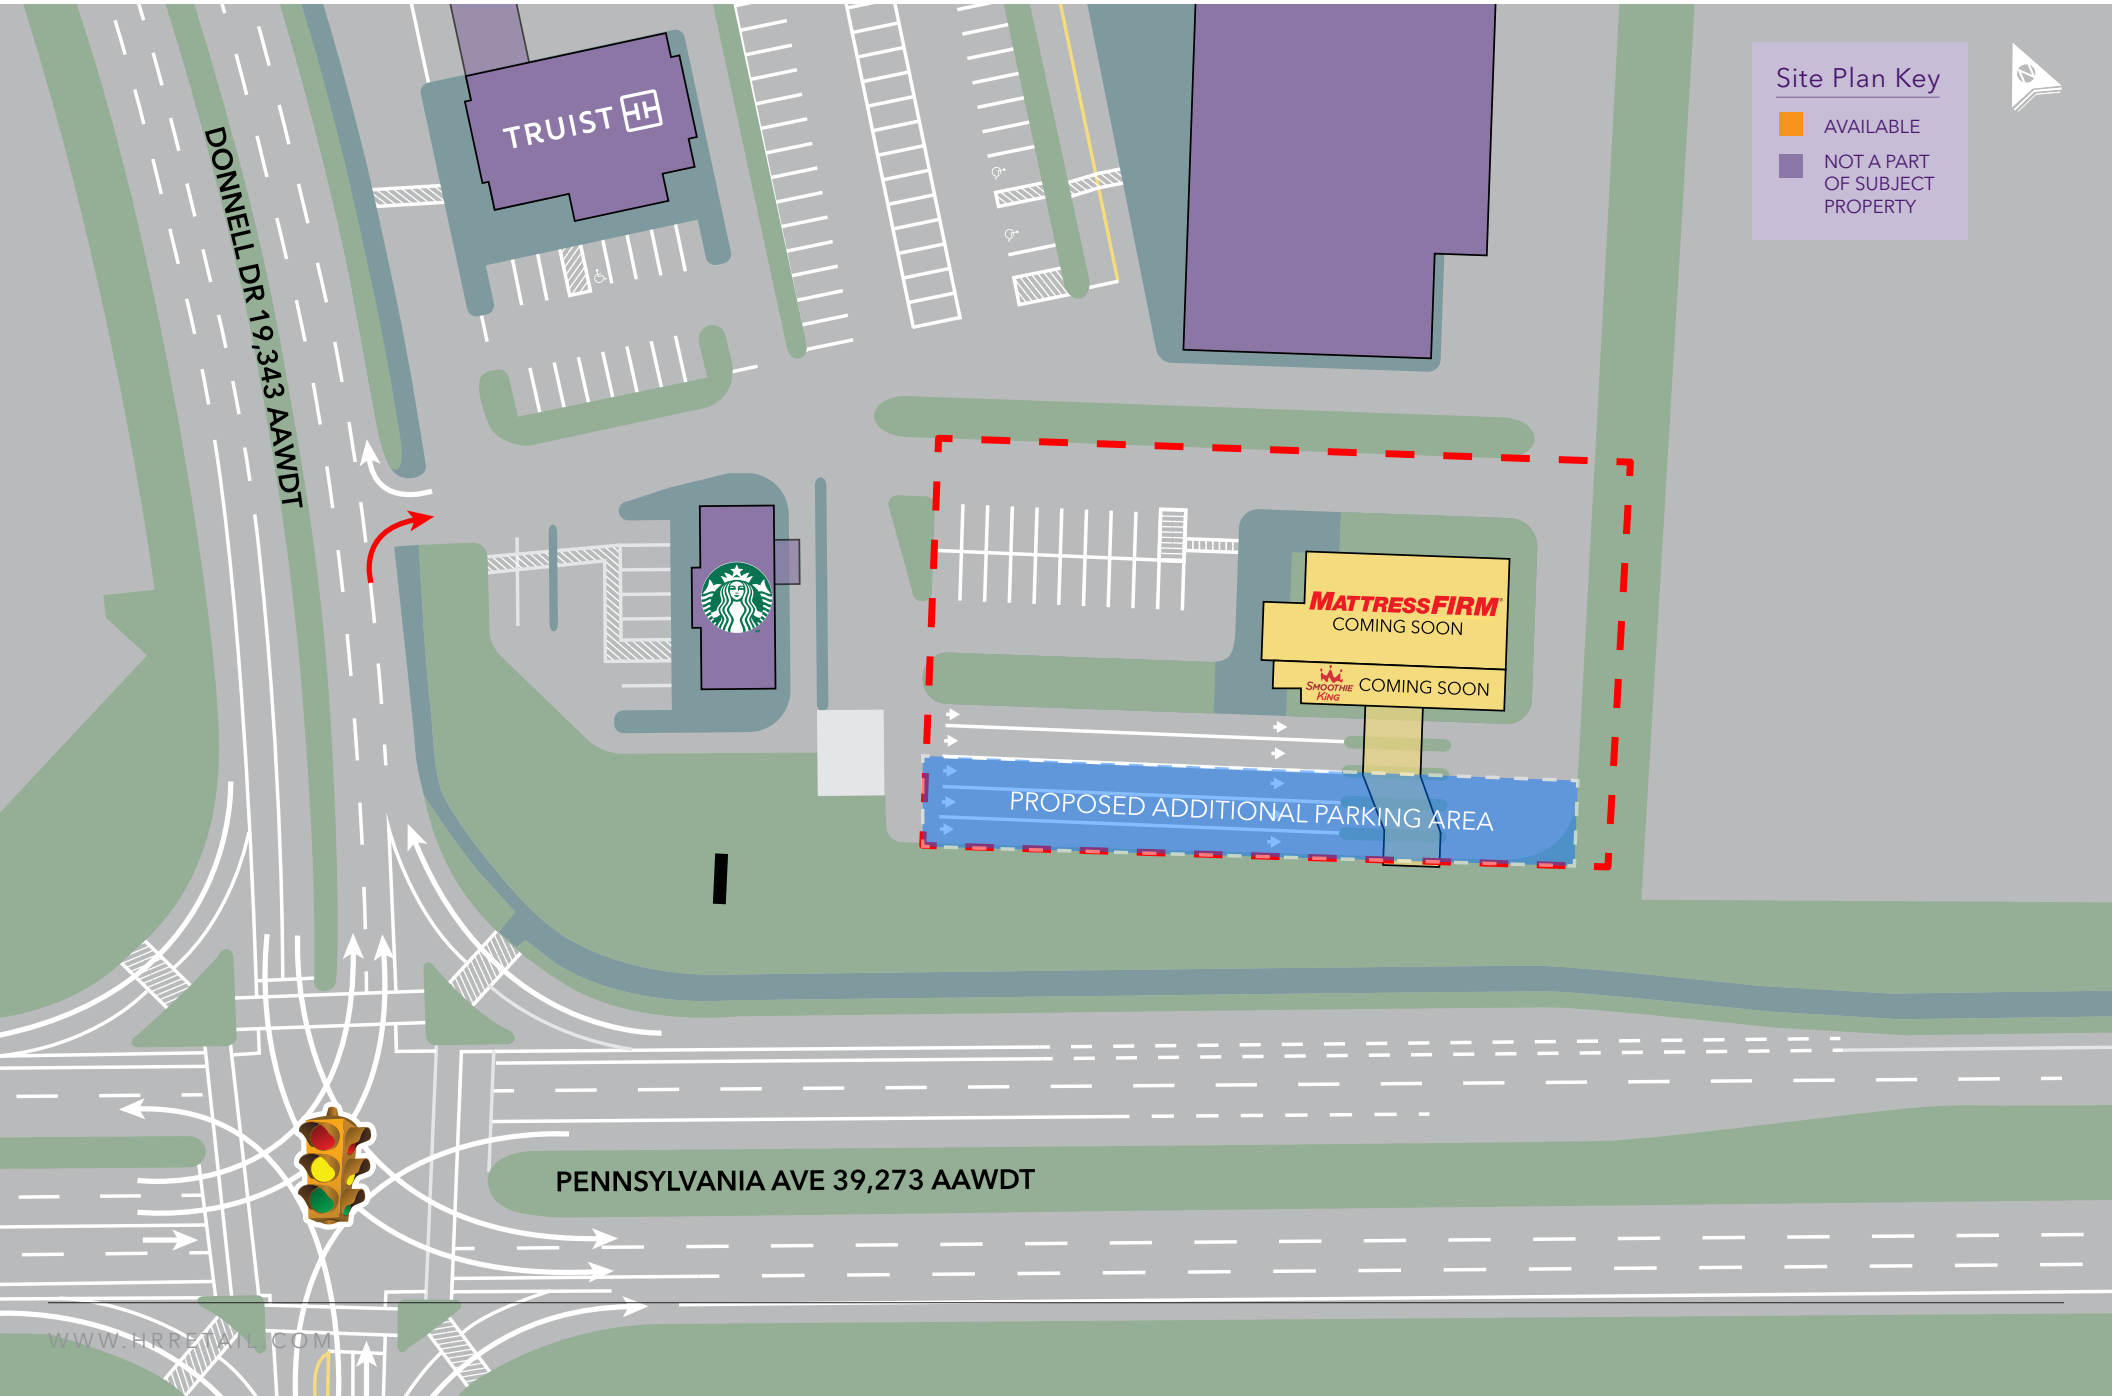 Site Plan Key
AVAILABLE
NOT A PART
OF SUBJECT
PROPERTY
TRUIST
DONNELL DR 19,343 AAWDT
MATTRESSFIRM
COMING SOON
SMOOTHIE
KING
COMING SOON
PROPOSED ADDITIONAL PARKING AREA
PENNSYLVANIA AVE 39,273 AAWDT
WWW.HRRETAIL.COM